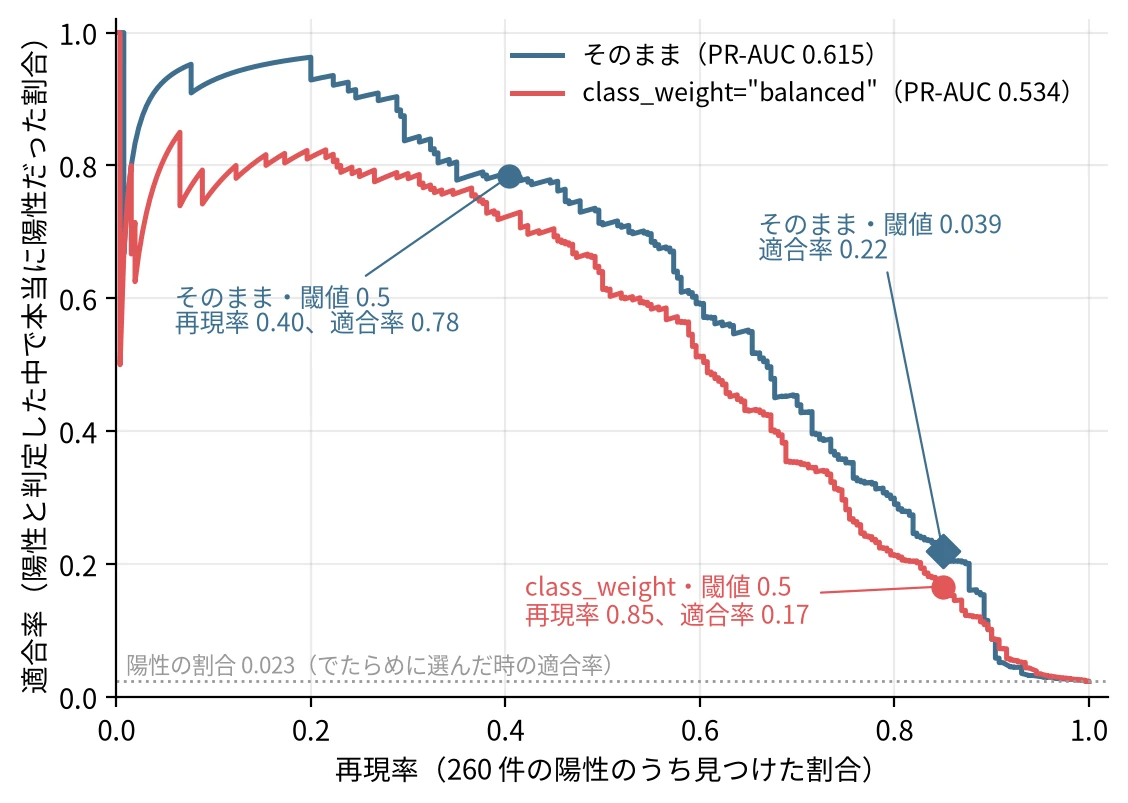 適合率（陽性と判定した中で本当に陽性だった割合）
1.0
0.8
0.6
0.4
0.2
0.0
そのまま（PR-AUC 0.615）
class_weight="balanced"（PR-AUC 0.534）
そのまま・閾値 0.039
適合率 0.22
そのまま・閾値 0.5
再現率 0.40、適合率 0.78
class_weight・閾値 0.5
再現率 0.85、適合率 0.17
陽性の割合 0.023（でたらめに選んだ時の適合率）
0.0
0.2
0.4
0.6
0.8
1.0
再現率（260 件の陽性のうち見つけた割合）